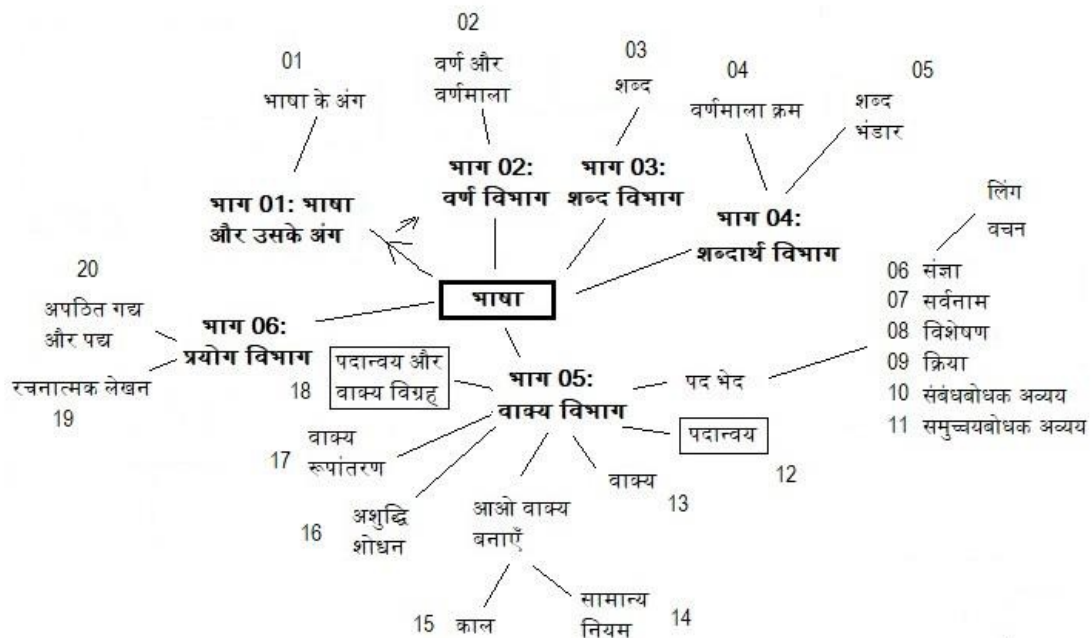 01
भाषा के अंग
02
वर्ण और
वर्णमाला
03
शब्द
04
वर्णमाला क्रम
05
शब्द
भंडार
भाग 01: भाषा
और उसके अंग
भाग 02:
वर्ण विभाग
भाग 03:
शब्द विभाग
भाग 04:
शब्दार्थ विभाग
लिंग
वचन
06 संज्ञा
07 सर्वनाम
08 विशेषण
09 क्रिया
10 संबंधबोधक अव्यय
11 समुच्चयबोधक अव्यय
भाषा
20
अपठित गद्य
और पद्य
रचनात्मक लेखन
19
भाग 06:
प्रयोग विभाग
18
पदान्वय और
वाक्य विग्रह
भाग 05:
वाक्य विभाग
पद भेद
पदान्वय
12
वाक्य
13
17
वाक्य
रूपांतरण
16
अशुद्धि
शोधन
आओ वाक्य
बनाएँ
15 काल
सामान्य
नियम
14